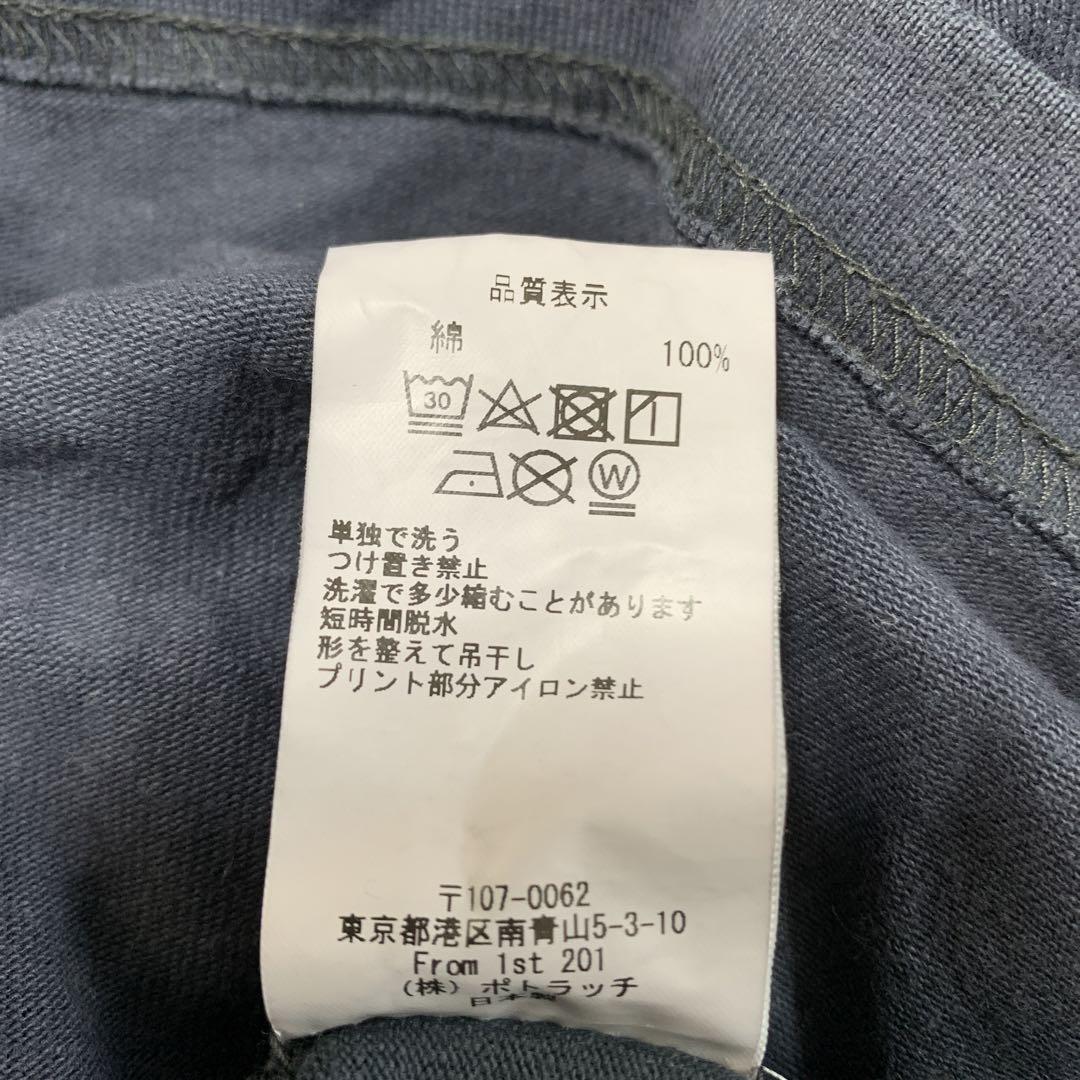 品質表示
綿 100%
30
W
単独で洗う
つけ置き禁止
洗濯で多少縮むことがあります
短時間脱水
形を整えて吊干し
プリント部分アイロン禁止
〒107-0062
東京都港区南青山5-3-10
From 1st 201
(株) ポトラッチ
日本製